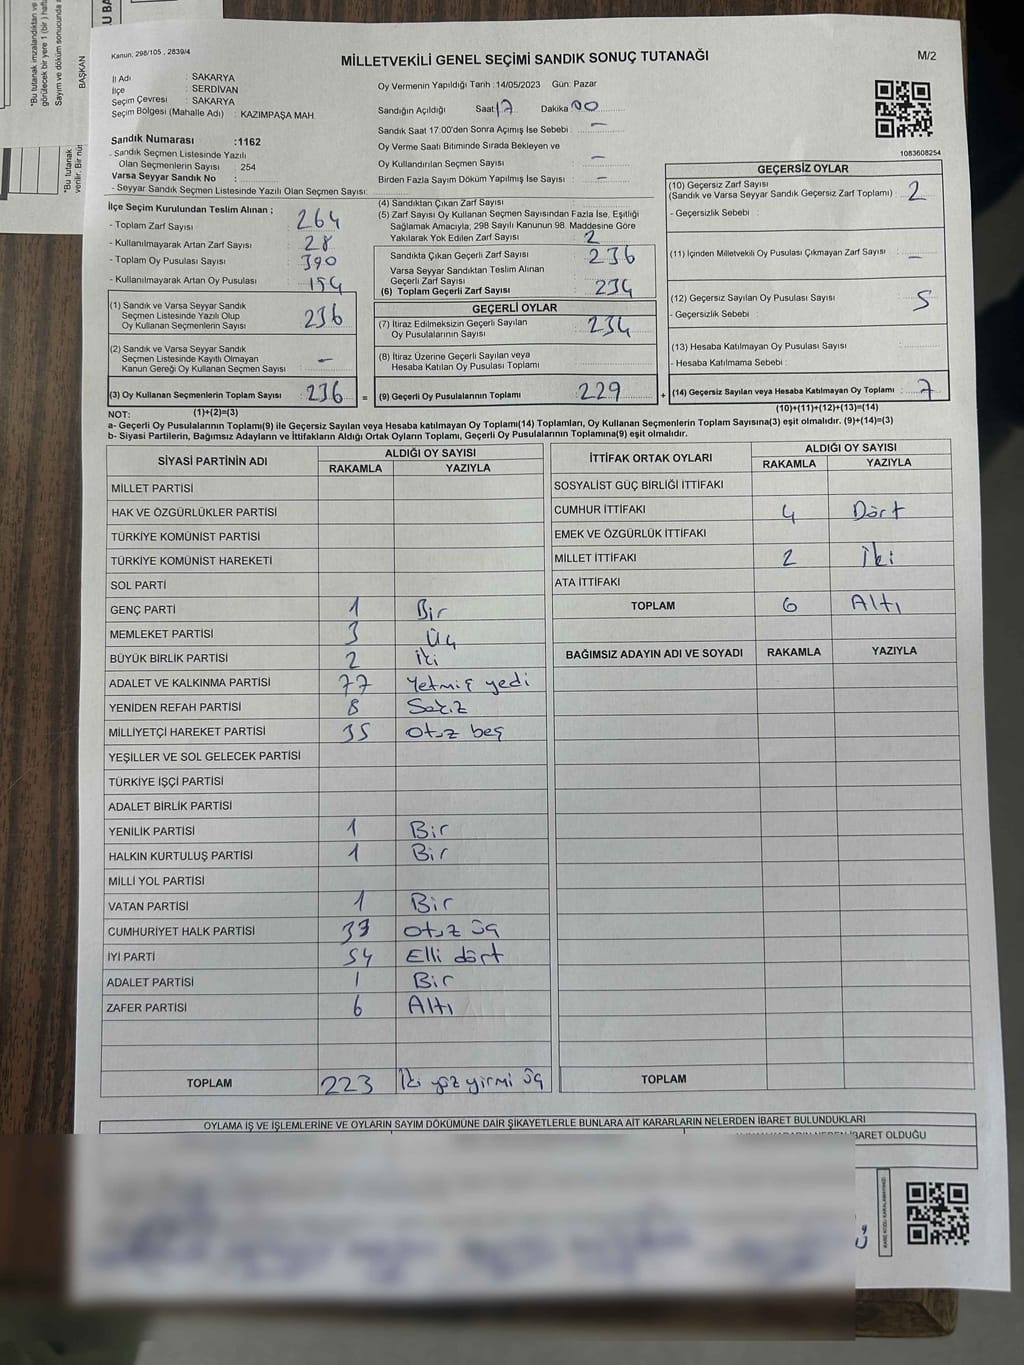 "Bu tutanak imzalandıktan ve
görülecek bir yere 1 (bir) hafta
Sayım ve döküm sonucunda
BAŞKAN
U BA
"Bu tutanak
verilir. Bir nü
Kanun, 298/105 , 2839/4
MİLLETVEKİLİ GENEL SEÇİMİ SANDIK SONUÇ TUTANAĞI
M/2
İl Adı : SAKARYA
İlçe : SERDİVAN
Seçim Çevresi : SAKARYA
Seçim Bölgesi (Mahalle Adı) : KAZIMPAŞA MAH.
Sandık Numarası :1162
- Sandık Seçmen Listesinde Yazılı
Olan Seçmenlerin Sayısı : 254
Varsa Seyyar Sandık No :
- Seyyar Sandık Seçmen Listesinde Yazılı Olan Seçmen Sayısı:
Oy Vermenin Yapıldığı Tarih :14/05/2023 Gün: Pazar
Sandığın Açıldığı Saat 17 Dakika 00
Sandık Saat 17.00'den Sonra Açımış İse Sebebi : -
Oy Verme Saati Bitiminde Sırada Bekleyen ve
Oy Kullandırılan Seçmen Sayısı : -
Birden Fazla Sayım Döküm Yapılmış İse Sayısı : -
1083608254
İlçe Seçim Kurulundan Teslim Alınan ;
- Toplam Zarf Sayısı : 264
- Kullanılmayarak Artan Zarf Sayısı : 28
- Toplam Oy Pusulası Sayısı : 390
- Kullanılmayarak Artan Oy Pusulası : 154
(1) Sandık ve Varsa Seyyar Sandık
Seçmen Listesinde Yazılı Olup
Oy Kullanan Seçmenlerin Sayısı : 236
(2) Sandık ve Varsa Seyyar Sandık
Seçmen Listesinde Kayıtlı Olmayan
Kanun Gereği Oy Kullanan Seçmen Sayısı : -
(3) Oy Kullanan Seçmenlerin Toplam Sayısı : 236
(1)+(2)=(3)
(4) Sandıktan Çıkan Zarf Sayısı :
(5) Zarf Sayısı Oy Kullanan Seçmen Sayısından Fazla İse, Eşitliği
Sağlamak Amacıyla, 298 Sayılı Kanunun 98. Maddesine Göre
Yakılarak Yok Edilen Zarf Sayısı : 2
Sandıkta Çıkan Geçerli Zarf Sayısı : 236
Varsa Seyyar Sandıktan Teslim Alınan
Geçerli Zarf Sayısı :
(6) Toplam Geçerli Zarf Sayısı : 234
GEÇERLİ OYLAR
(7) İtiraz Edilmeksizin Geçerli Sayılan
Oy Pusulalarının Sayısı : 234
(8) İtiraz Üzerine Geçerli Sayılan veya
Hesaba Katılan Oy Pusulası Toplamı :
= (9) Geçerli Oy Pusulalarının Toplamı : 229
GEÇERSİZ OYLAR
(10) Geçersiz Zarf Sayısı
(Sandık ve Varsa Seyyar Sandık Geçersiz Zarf Toplamı) : 2
- Geçersizlik Sebebi :
(11) İçinden Milletvekili Oy Pusulası Çıkmayan Zarf Sayısı : -
(12) Geçersiz Sayılan Oy Pusulası Sayısı : 5
- Geçersizlik Sebebi :
(13) Hesaba Katılmayan Oy Pusulası Sayısı :
- Hesaba Katılmama Sebebi :
+ (14) Geçersiz Sayılan veya Hesaba Katılmayan Oy Toplamı : 7
(10)+(11)+(12)+(13)=(14)
NOT:
a- Geçerli Oy Pusulasının Toplamı(9) ile Geçersiz Sayılan veya Hesaba katılmayan Oy Toplamı(14) Toplamları, Oy Kullanan Seçmenlerin Toplam Sayısına(3) eşit olmalıdır. (9)+(14)=(3)
b- Siyasi Partilerin, Bağımsız Adayların ve İttifakların Aldığı Ortak Oyların Toplamı, Geçerli Oy Pusulalarının Toplamına(9) eşit olmalıdır.
SİYASİ PARTİNİN ADI ALDIĞI OY SAYISI
RAKAMLA YAZIYLA
MİLLET PARTİSİ
HAK VE ÖZGÜRLÜKLER PARTİSİ
TÜRKİYE KOMÜNİST PARTİSİ
TÜRKİYE KOMÜNİST HAREKETİ
SOL PARTİ
GENÇ PARTİ 1 Bir
MEMLEKET PARTİSİ 3 Üç
BÜYÜK BİRLİK PARTİSİ 2 İki
ADALET VE KALKINMA PARTİSİ 77 Yetmiş yedi
YENİDEN REFAH PARTİSİ 8 Sekiz
MİLLİYETÇİ HAREKET PARTİSİ 35 Otuz beş
YEŞİLLER VE SOL GELECEK PARTİSİ
TÜRKİYE İŞÇİ PARTİSİ
ADALET BİRLİK PARTİSİ
YENİLİK PARTİSİ 1 Bir
HALKIN KURTULUŞ PARTİSİ 1 Bir
MİLLİ YOL PARTİSİ
VATAN PARTİSİ 1 Bir
CUMHURİYET HALK PARTİSİ 33 Otuz üç
İYİ PARTİ 54 Elli dört
ADALET PARTİSİ 1 Bir
ZAFER PARTİSİ 6 Altı
TOPLAM 223 İki yüz yirmi üç
İTTİFAK ORTAK OYLARI ALDIĞI OY SAYISI
RAKAMLA YAZIYLA
SOSYALİST GÜÇ BİRLİĞİ İTTİFAKI
CUMHUR İTTİFAKI 4 Dört
EMEK VE ÖZGÜRLÜK İTTİFAKI
MİLLET İTTİFAKI 2 İki
ATA İTTİFAKI
TOPLAM 6 Altı
BAĞIMSIZ ADAYIN ADI VE SOYADI RAKAMLA YAZIYLA
TOPLAM
OYLAMA İŞ VE İŞLEMLERİNE VE OYLARIN SAYIM DÖKÜMÜNE DAİR ŞİKAYETLERLE BUNLARA AİT KARARLARIN NELERDEN İBARET BULUNDUKLARI
İBARET OLDUĞU